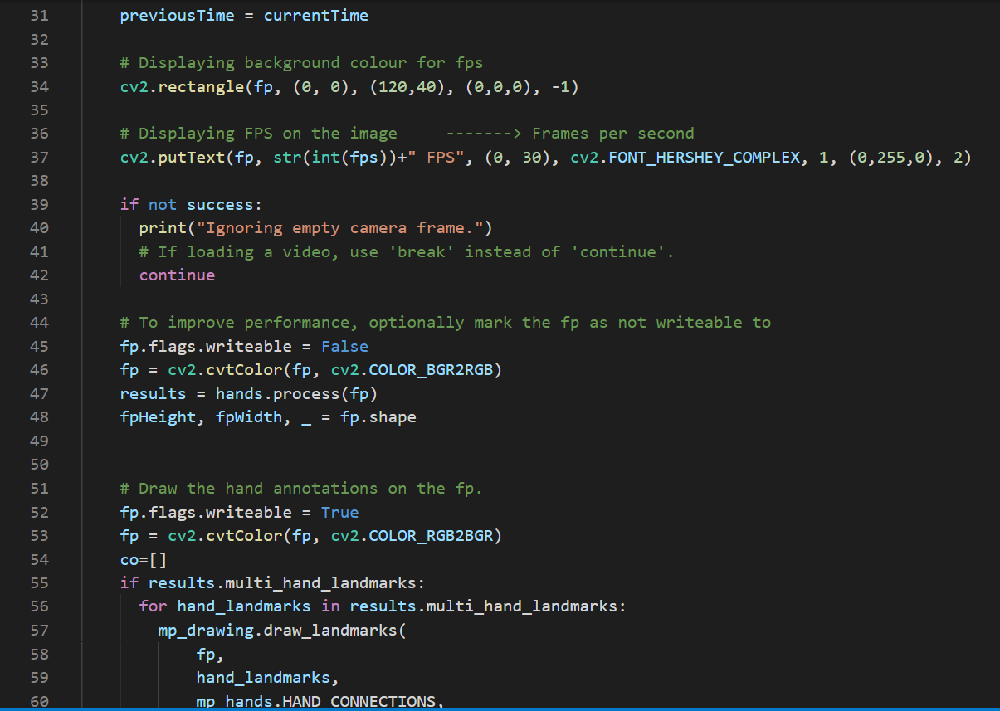 31 previousTime = currentTime
32
33 # Displaying background colour for fps
34 cv2.rectangle(fp, (0, 0), (120,40), (0,0,0), -1)
35
36 # Displaying FPS on the image     -------> Frames per second
37 cv2.putText(fp, str(int(fps))+" FPS", (0, 30), cv2.FONT_HERSHEY_COMPLEX, 1, (0,255,0), 2)
38
39 if not success:
40   print("Ignoring empty camera frame.")
41   # If loading a video, use 'break' instead of 'continue'.
42   continue
43
44 # To improve performance, optionally mark the fp as not writeable to
45 fp.flags.writeable = False
46 fp = cv2.cvtColor(fp, cv2.COLOR_BGR2RGB)
47 results = hands.process(fp)
48 fpHeight, fpWidth, _ = fp.shape
49
50
51 # Draw the hand annotations on the fp.
52 fp.flags.writeable = True
53 fp = cv2.cvtColor(fp, cv2.COLOR_RGB2BGR)
54 co=[]
55 if results.multi_hand_landmarks:
56   for hand_landmarks in results.multi_hand_landmarks:
57     mp_drawing.draw_landmarks(
58         fp,
59         hand_landmarks,
60         mp_hands.HAND_CONNECTIONS,